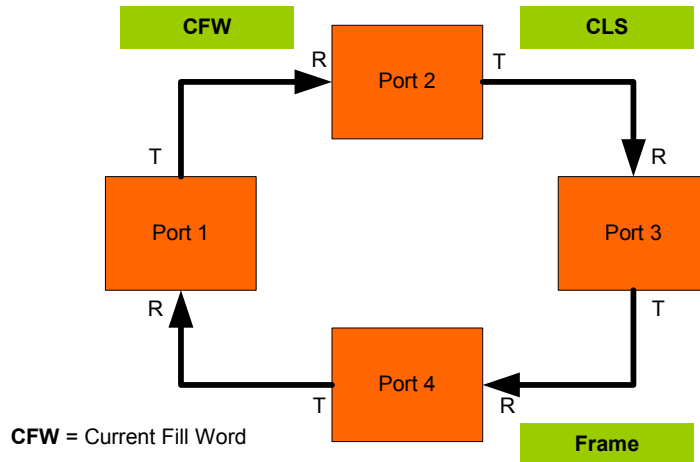 CFW
CLS
R
Port 2
T
T
R
Port 1
Port 3
R
T
Port 4
T
R
CFW = Current Fill Word
Frame